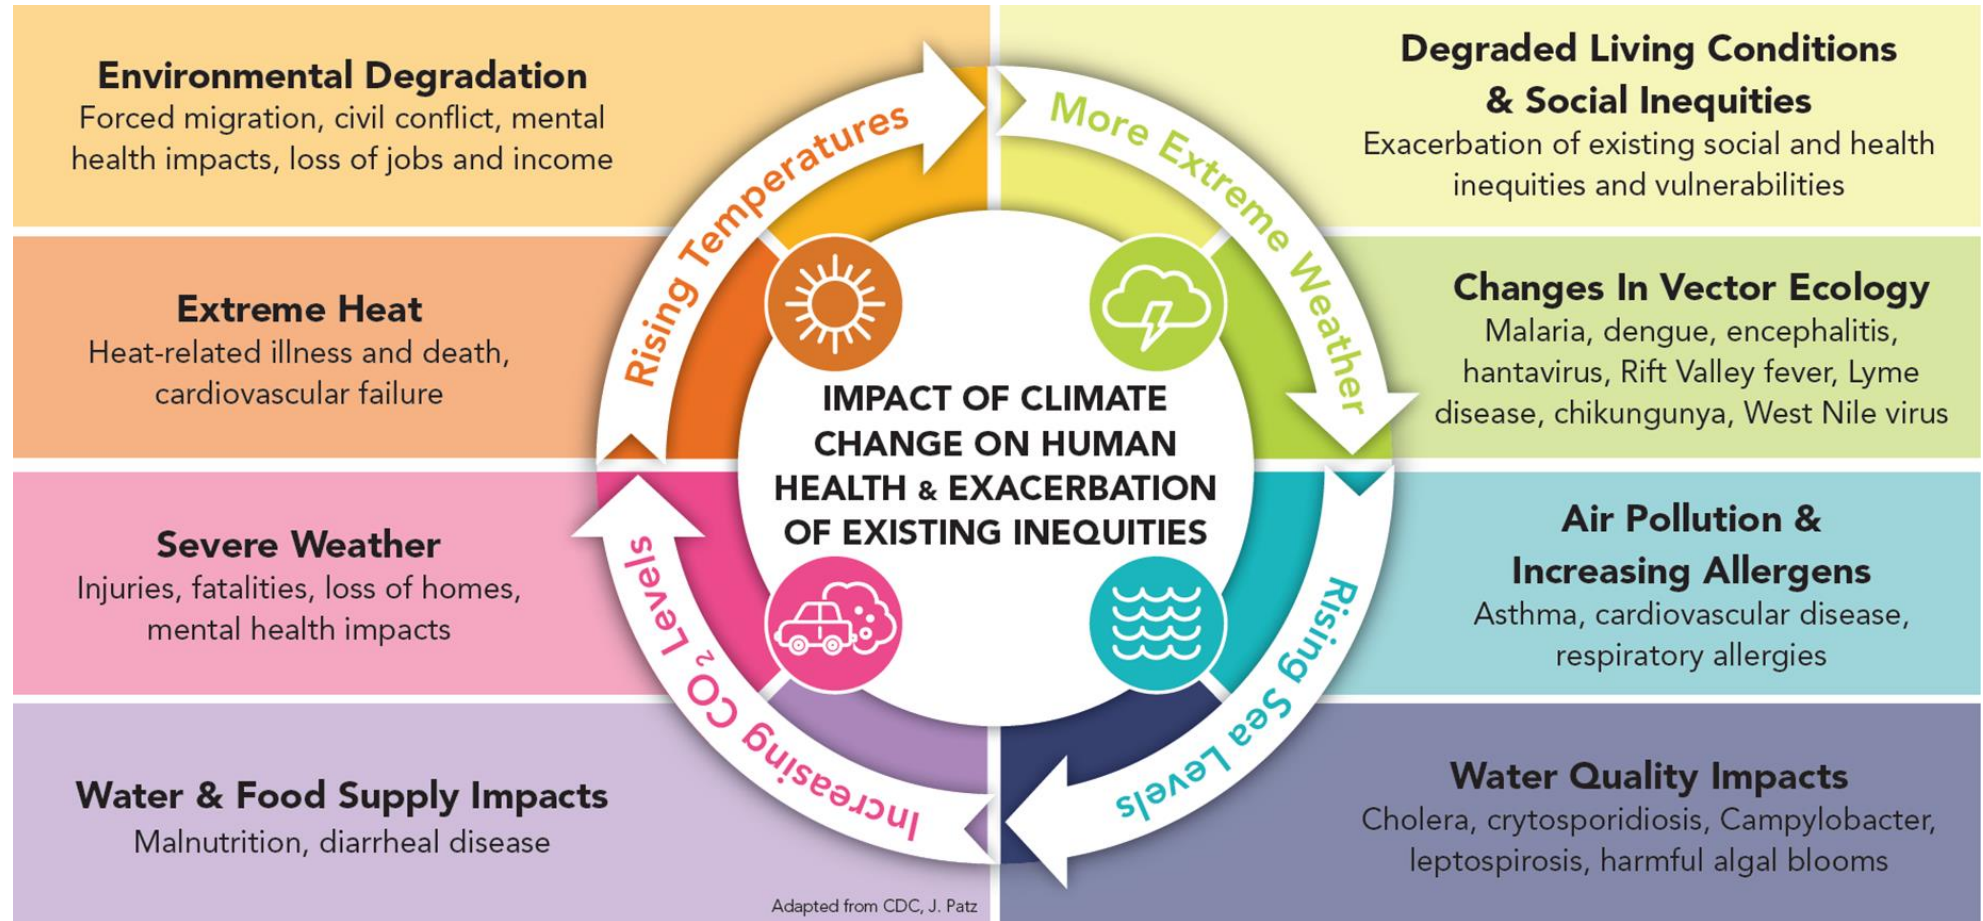 Environmental Degradation
Forced migration, civil conflict, mental
health impacts, loss of jobs and income
Extreme Heat
Heat-related illness and death,
cardiovascular failure
Severe Weather
Injuries, fatalities, loss of homes,
mental health impacts
Water & Food Supply Impacts
Malnutrition, diarrheal disease
Adapted from CDC, J. Patz
Rising Temperatures
More Extreme Weather
Rising Sea Levels
Increasing CO₂ Levels
IMPACT OF CLIMATE
CHANGE ON HUMAN
HEALTH & EXACERBATION
OF EXISTING INEQUITIES
Degraded Living Conditions
& Social Inequities
Exacerbation of existing social and health
inequities and vulnerabilities
Changes In Vector Ecology
Malaria, dengue, encephalitis,
hantavirus, Rift Valley fever, Lyme
disease, chikungunya, West Nile virus
Air Pollution &
Increasing Allergens
Asthma, cardiovascular disease,
respiratory allergies
Water Quality Impacts
Cholera, crytosporidiosis, Campylobacter,
leptospirosis, harmful algal blooms